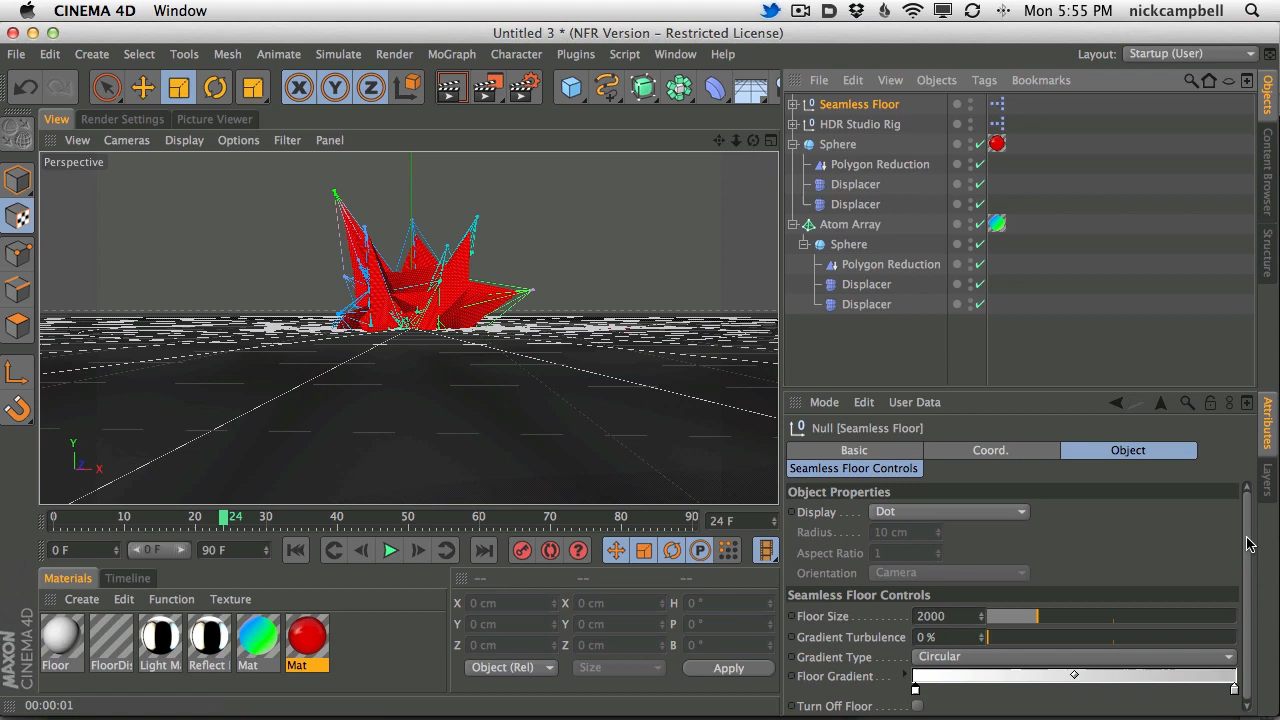 CINEMA 4D Window Mon 5:55 PM nickcampbell
Untitled 3 * (NFR Version - Restricted License)
File Edit Create Select Tools Mesh Animate Simulate Render MoGraph Character Plugins Script Window Help Layout: Startup (User)
X Y Z
File Edit View Objects Tags Bookmarks
View Render Settings Picture Viewer
View Cameras Display Options Filter Panel
Perspective
Seamless Floor
HDR Studio Rig
Sphere
Polygon Reduction
Displacer
Displacer
Atom Array
Sphere
Polygon Reduction
Displacer
Displacer
Objects
Content Browser
Structure
Y
Z X
Mode Edit User Data
Attributes
Layers
Null [Seamless Floor]
Basic Coord. Object
Seamless Floor Controls
Object Properties
Display . . . . Dot
Radius. . . . . 10 cm
Aspect Ratio 1
Orientation Camera
Seamless Floor Controls
Floor Size . . . . . . 2000
Gradient Turbulence 0 %
Gradient Type . . . Circular
Floor Gradient . . .
Turn Off Floor . . .
0 10 20 24 30 40 50 60 70 80 90 24 F
0 F 0 F 90 F
P
Materials Timeline
Create Edit Function Texture
Floor FloorDis Light M Reflect Mat Mat
-- -- --
X 0 cm X 0 cm H 0 °
Y 0 cm Y 0 cm P 0 °
Z 0 cm Z 0 cm B 0 °
Object (Rel) Size Apply
MAXON
CINEMA 4D
00:00:01